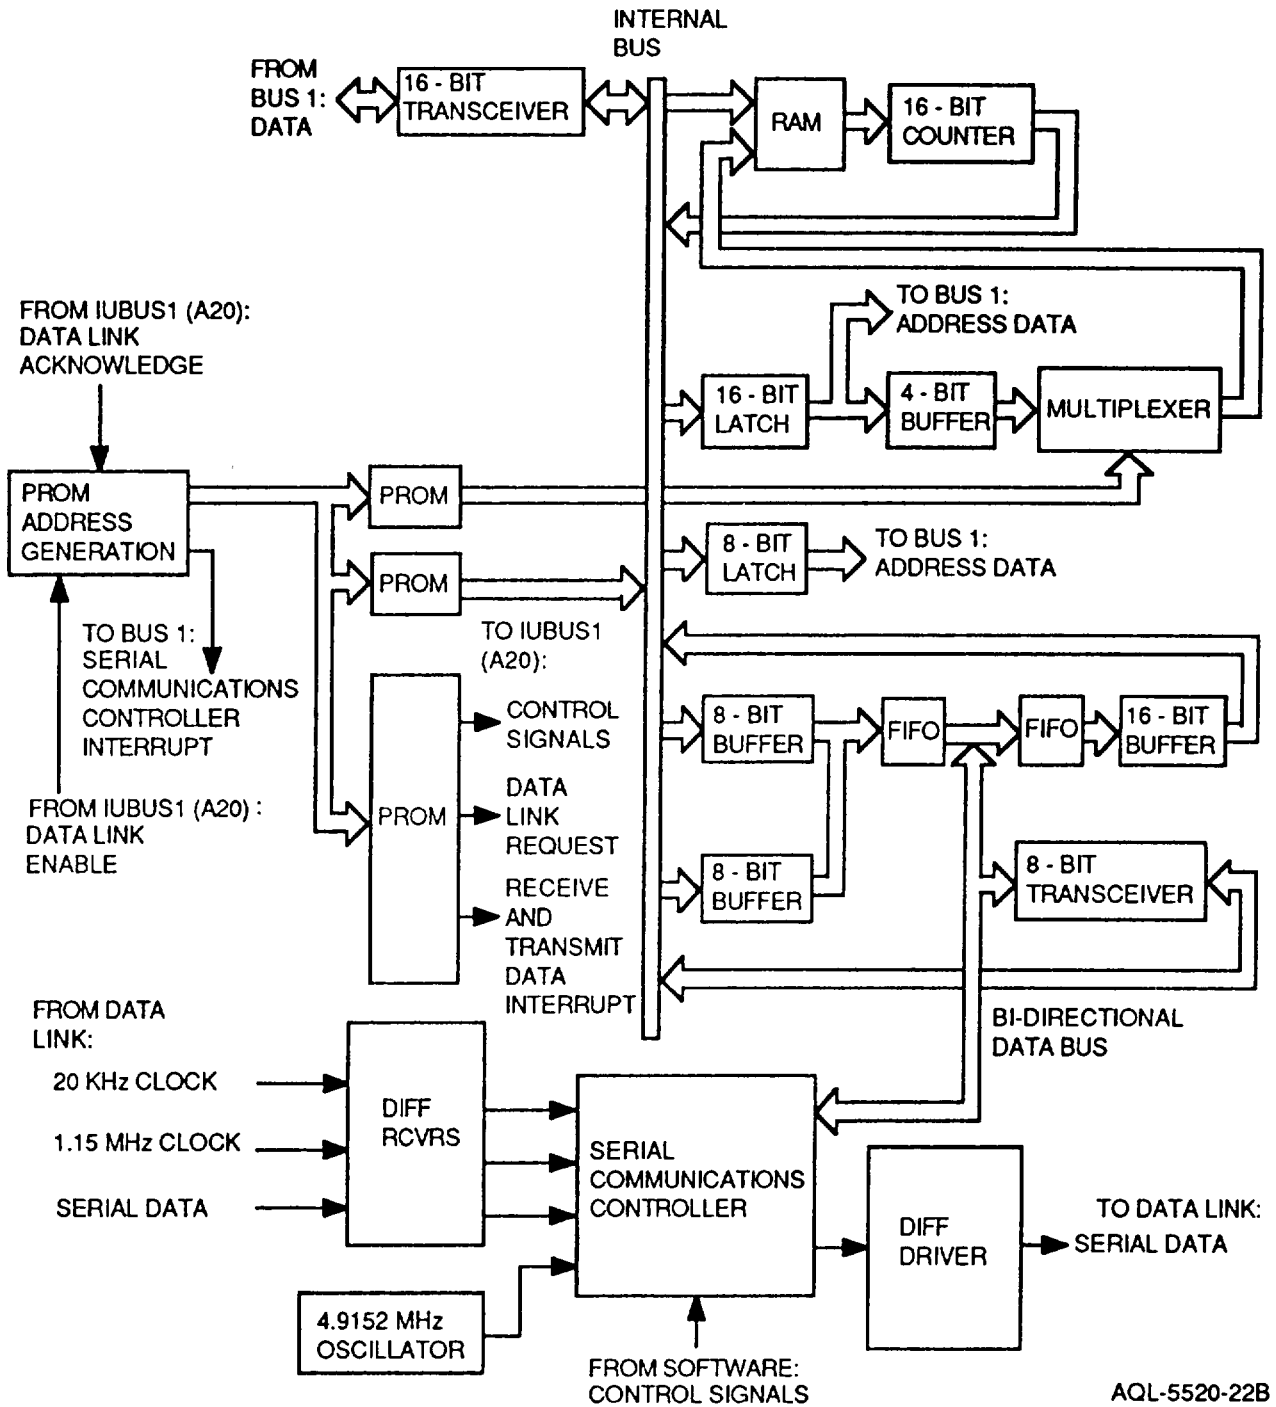 INTERNAL
BUS
FROM
BUS 1:
DATA
16 - BIT
TRANSCEIVER
RAM
16 - BIT
COUNTER
FROM IUBUS1 (A20):
DATA LINK
ACKNOWLEDGE
TO BUS 1:
ADDRESS DATA
16 - BIT
LATCH
4 - BIT
BUFFER
MULTIPLEXER
PROM
ADDRESS
GENERATION
PROM
PROM
8 - BIT
LATCH
TO BUS 1:
ADDRESS DATA
TO BUS 1:
SERIAL
COMMUNICATIONS
CONTROLLER
INTERRUPT
TO IUBUS1
(A20):
PROM
CONTROL
SIGNALS
DATA
LINK
REQUEST
RECEIVE
AND
TRANSMIT
DATA
INTERRUPT
8 - BIT
BUFFER
FIFO
FIFO
16 - BIT
BUFFER
FROM IUBUS1 (A20) :
DATA LINK
ENABLE
8 - BIT
BUFFER
8 - BIT
TRANSCEIVER
BI-DIRECTIONAL
DATA BUS
FROM DATA
LINK:
20 KHz CLOCK
1.15 MHz CLOCK
SERIAL DATA
DIFF
RCVRS
SERIAL
COMMUNICATIONS
CONTROLLER
DIFF
DRIVER
TO DATA LINK:
SERIAL DATA
4.9152 MHz
OSCILLATOR
FROM SOFTWARE:
CONTROL SIGNALS
AQL-5520-22B